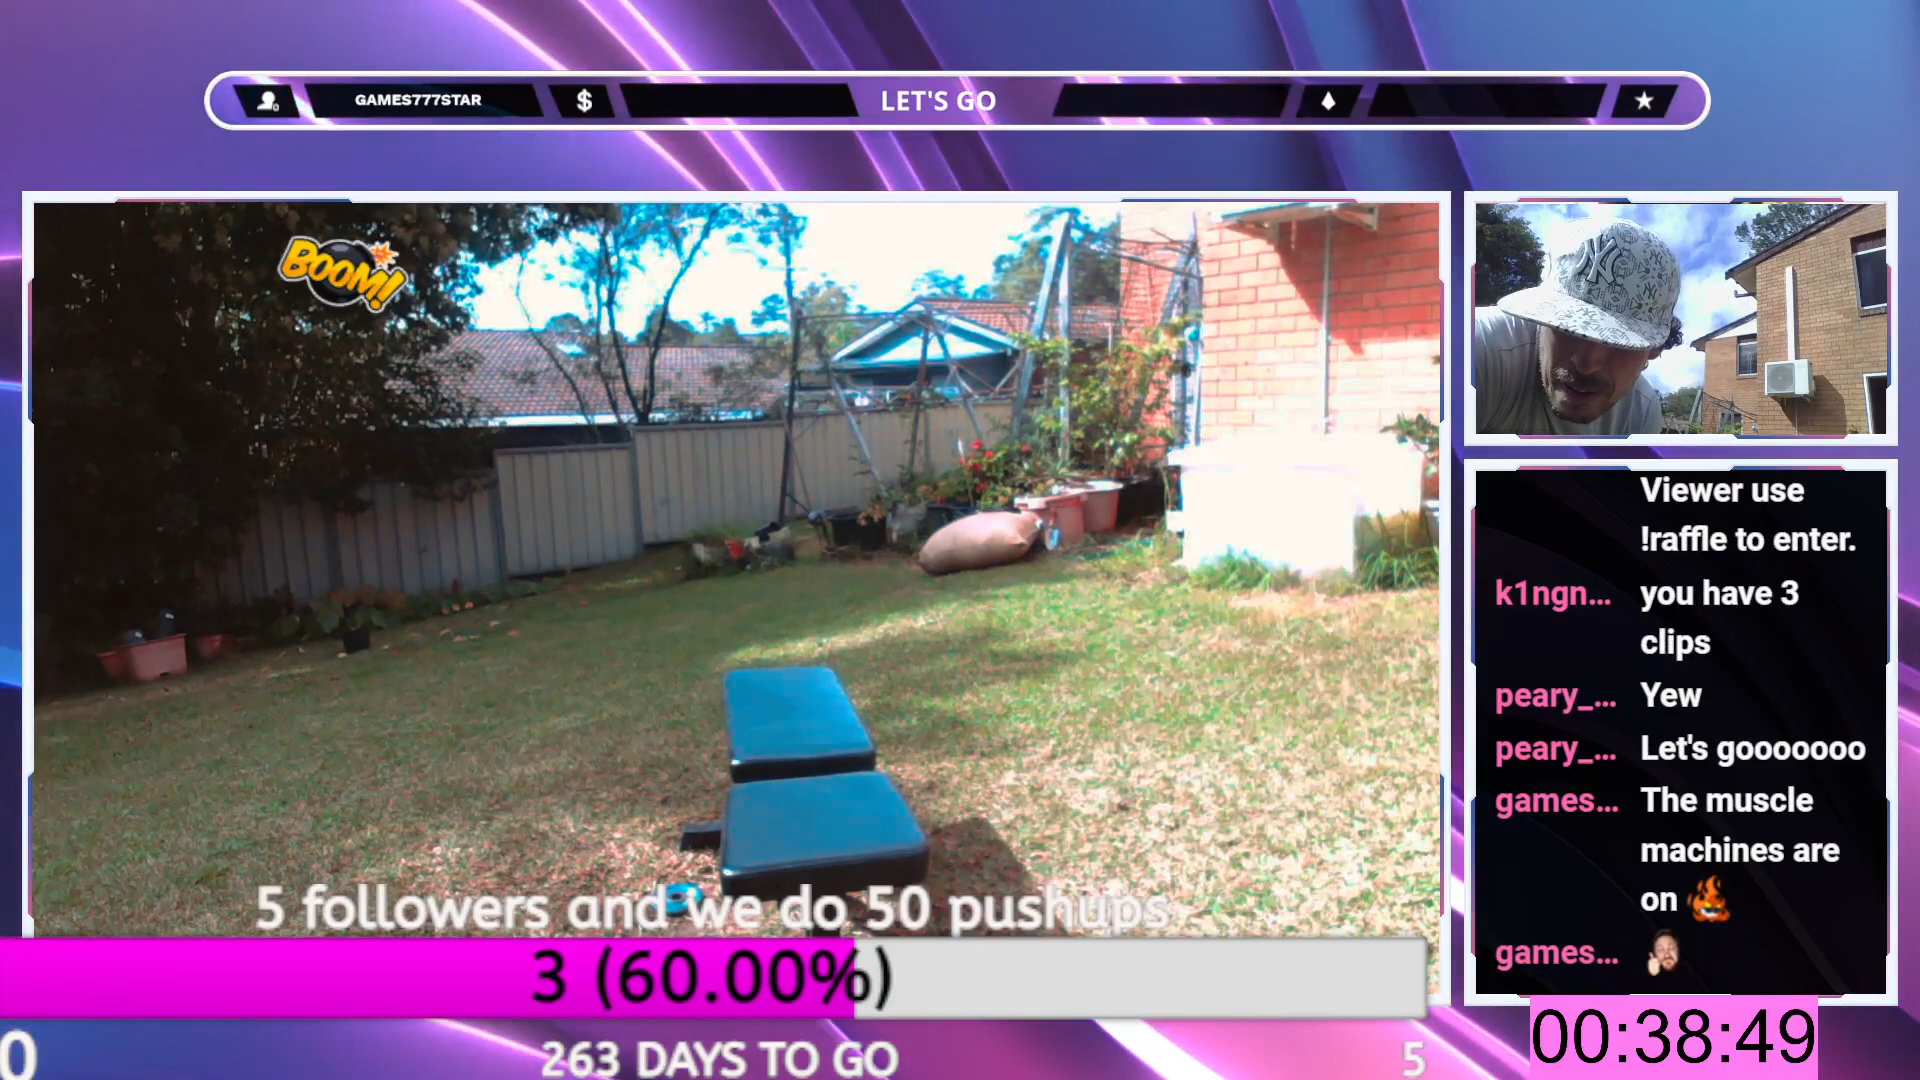 GAMES777STAR
$
LET'S GO
BOOM!
NY
Viewer use
!raffle to enter.
k1ngn... you have 3
clips
peary_... Yew
peary_... Let's gooooooo
games... The muscle
machines are
on
games...
5 followers and we do 50 pushups
3 (60.00%)
0 263 DAYS TO GO 5
00:38:49